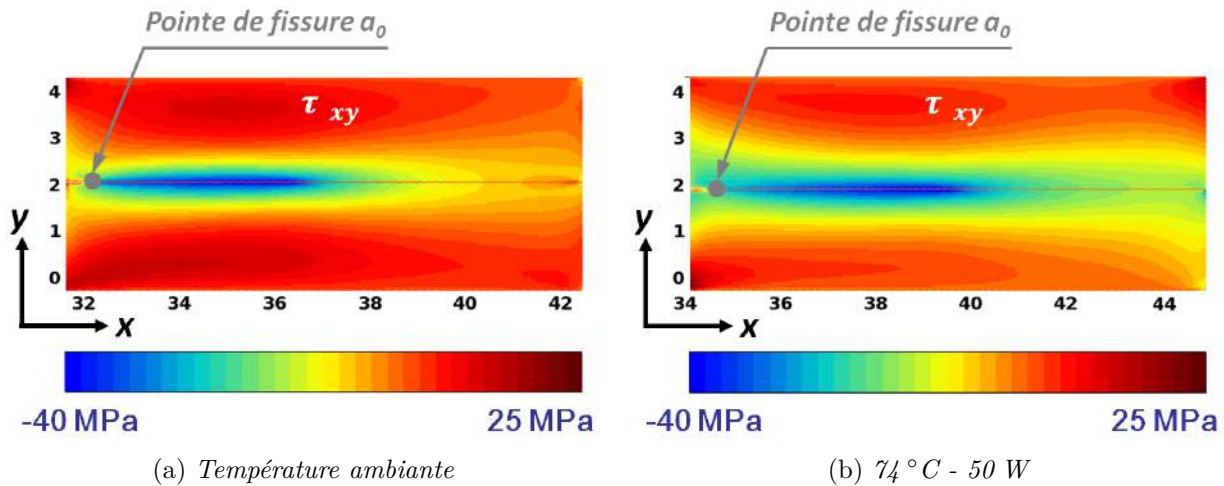 Pointe de fissure a0
τ xy
4
3
2
1
0
y
x
32 34 36 38 40 42
-40 MPa 25 MPa
(a) Température ambiante
Pointe de fissure a0
τ xy
4
3
2
1
0
y
x
34 36 38 40 42 44
-40 MPa 25 MPa
(b) 74 °C - 50 W